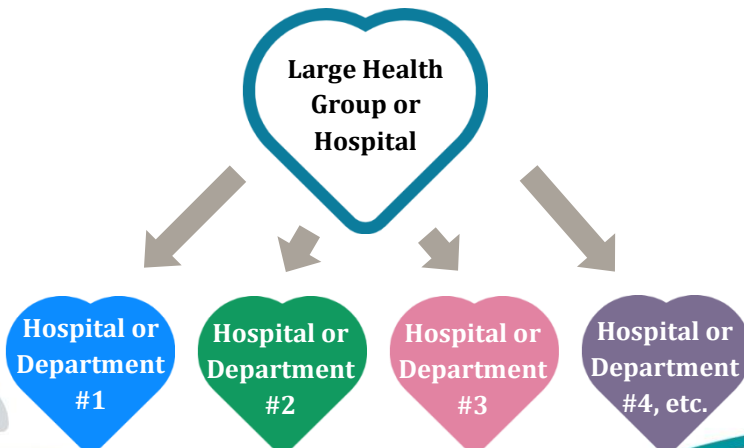 Large Health
Group or
Hospital
Hospital or
Department
#1
Hospital or
Department
#2
Hospital or
Department
#3
Hospital or
Department
#4, etc.